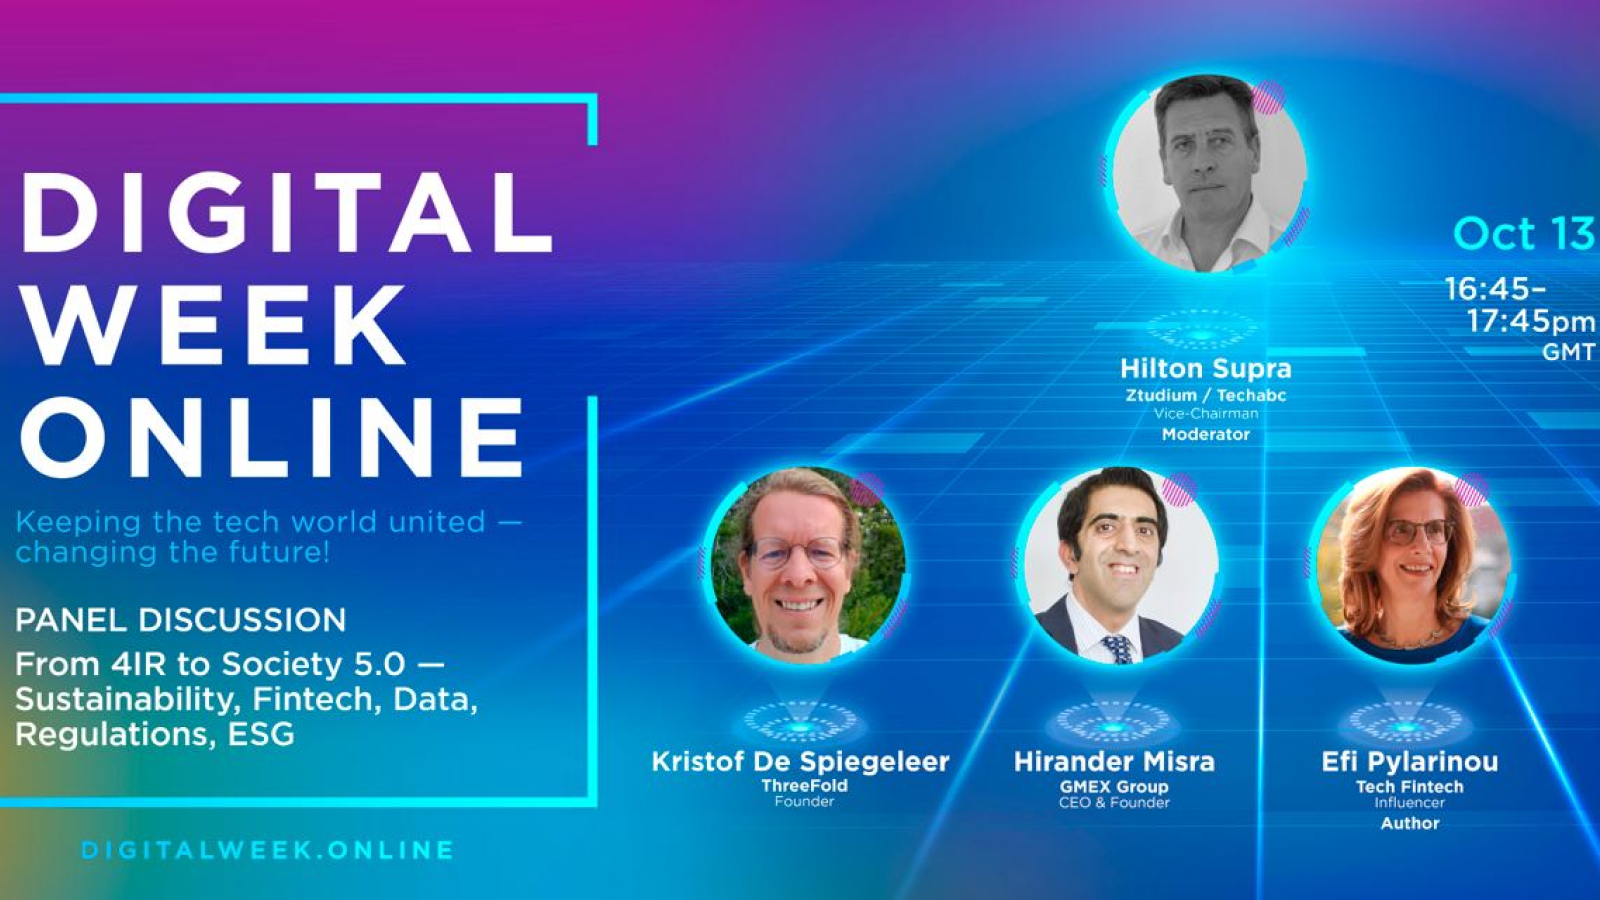 DIGITAL
WEEK
ONLINE
Keeping the tech world united —
changing the future!
PANEL DISCUSSION
From 4IR to Society 5.0 —
Sustainability, Fintech, Data,
Regulations, ESG
DIGITALWEEK.ONLINE
Oct 13
16:45–
17:45pm
GMT
Hilton Supra
Ztudium / Techabc
Vice-Chairman
Moderator
Kristof De Spiegeleer
ThreeFold
Founder
Hirander Misra
GMEX Group
CEO & Founder
Efi Pylarinou
Tech Fintech
Influencer
Author